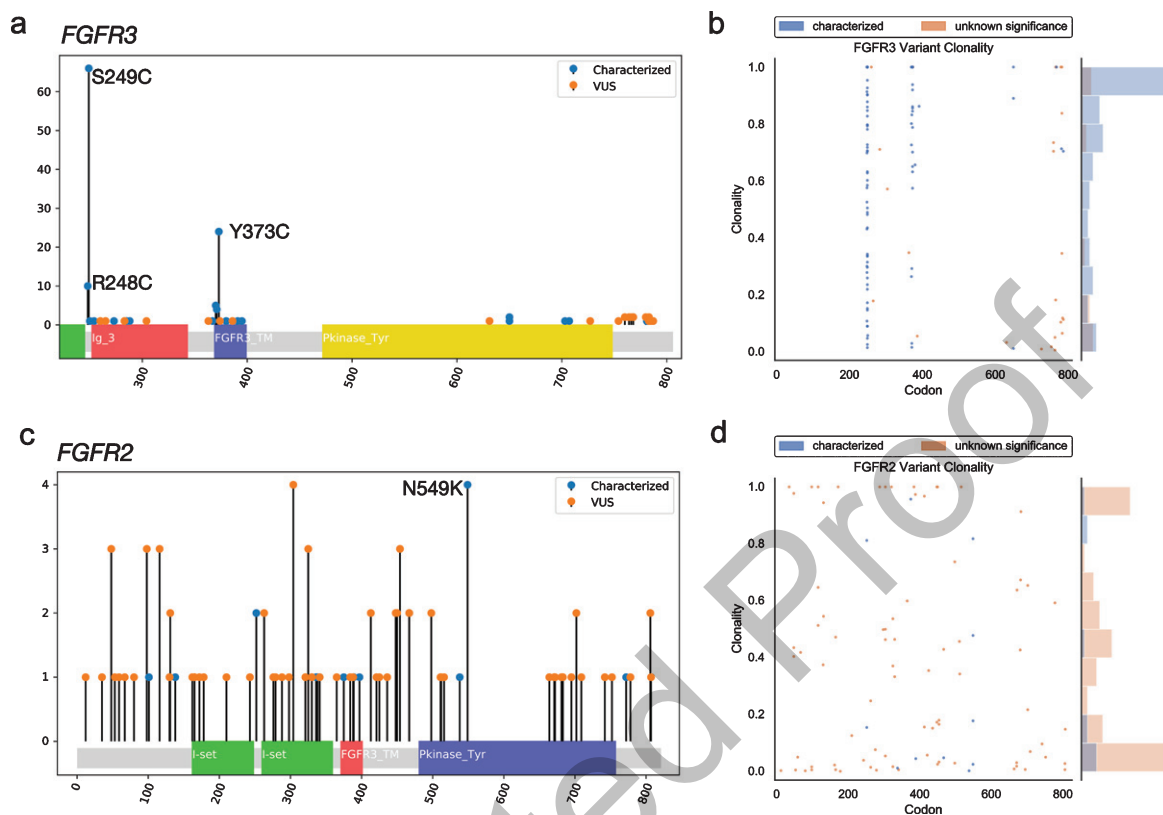 a
FGFR3
S249C
Characterized
VUS
60
50
40
30
Y373C
20
R248C
10
0
Ig_3
FGFR3_TM
Pkinase_Tyr
300
400
500
600
700
800
b
characterized
unknown significance
FGFR3 Variant Clonality
1.0
0.8
0.6
0.4
0.2
0.0
Clonality
0
200
400
600
800
Codon
c
FGFR2
N549K
Characterized
VUS
4
3
2
1
0
I-set
I-set
FGFR3_TM
Pkinase_Tyr
0
100
200
300
400
500
600
700
800
d
characterized
unknown significance
FGFR2 Variant Clonality
1.0
0.8
0.6
0.4
0.2
0.0
Clonality
0
200
400
600
800
Codon
ted Proof